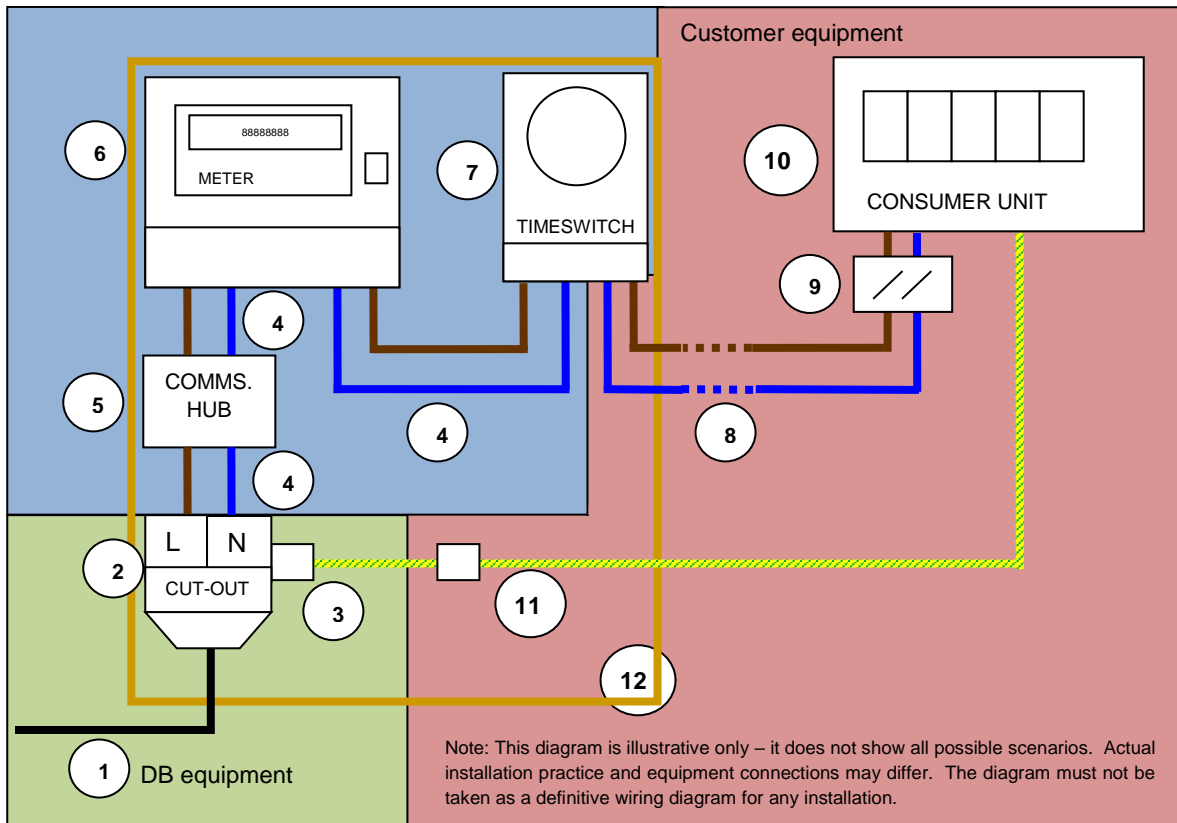 Customer equipment
88888888
METER
6
7
TIMESWITCH
10
CONSUMER UNIT
9
4
COMMS.
HUB
5
4
8
4
L N
2
CUT-OUT
3
11
12
1
DB equipment
Note: This diagram is illustrative only – it does not show all possible scenarios. Actual
installation practice and equipment connections may differ. The diagram must not be
taken as a definitive wiring diagram for any installation.